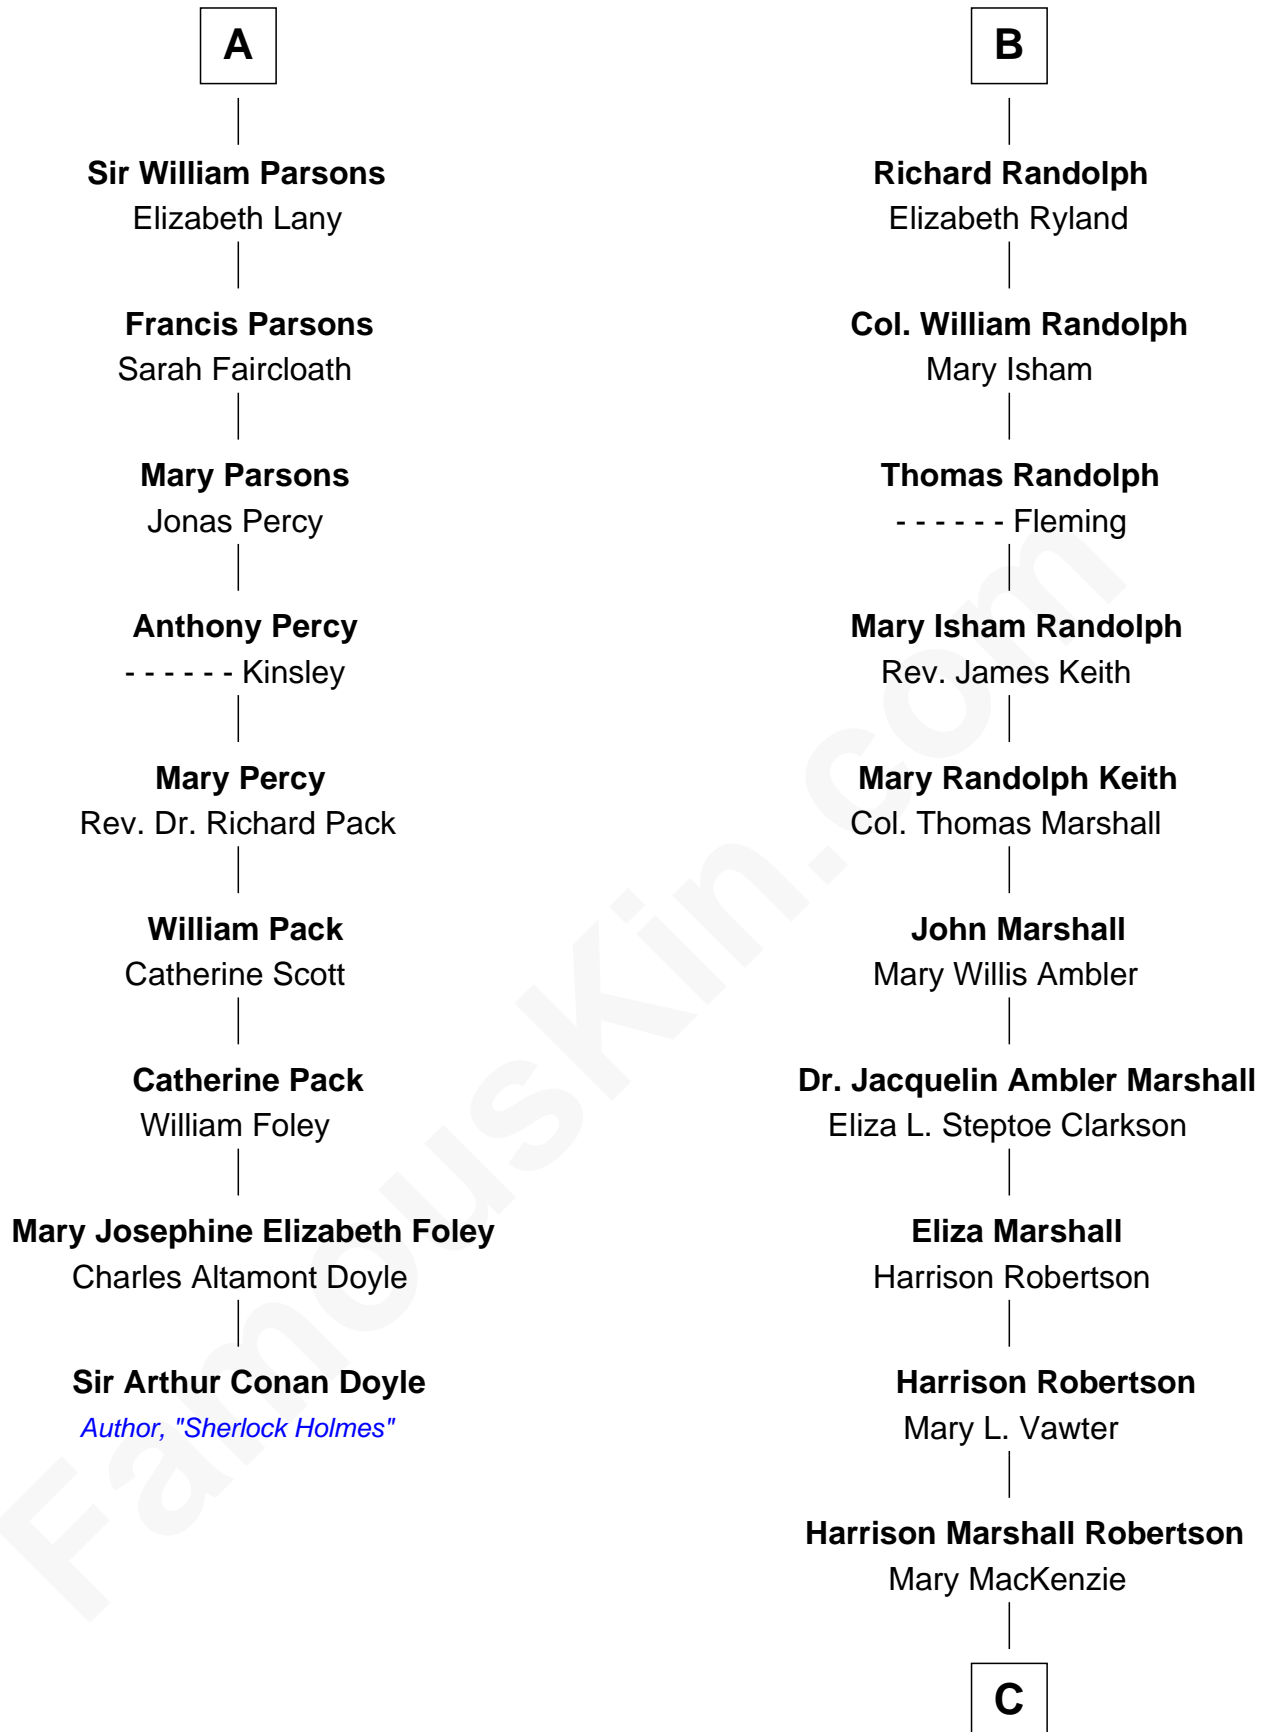 A
Sir William Parsons
Elizabeth Lany
Francis Parsons
Sarah Faircloath
Mary Parsons
Jonas Percy
Anthony Percy
- - - - - - Kinsley
Mary Percy
Rev. Dr. Richard Pack
William Pack
Catherine Scott
Catherine Pack
William Foley
Mary Josephine Elizabeth Foley
Charles Altamont Doyle
Sir Arthur Conan Doyle
Author, "Sherlock Holmes"
B
Richard Randolph
Elizabeth Ryland
Col. William Randolph
Mary Isham
Thomas Randolph
- - - - - - Fleming
Mary Isham Randolph
Rev. James Keith
Mary Randolph Keith
Col. Thomas Marshall
John Marshall
Mary Willis Ambler
Dr. Jacquelin Ambler Marshall
Eliza L. Steptoe Clarkson
Eliza Marshall
Harrison Robertson
Harrison Robertson
Mary L. Vawter
Harrison Marshall Robertson
Mary MacKenzie
C
FamousKin.com